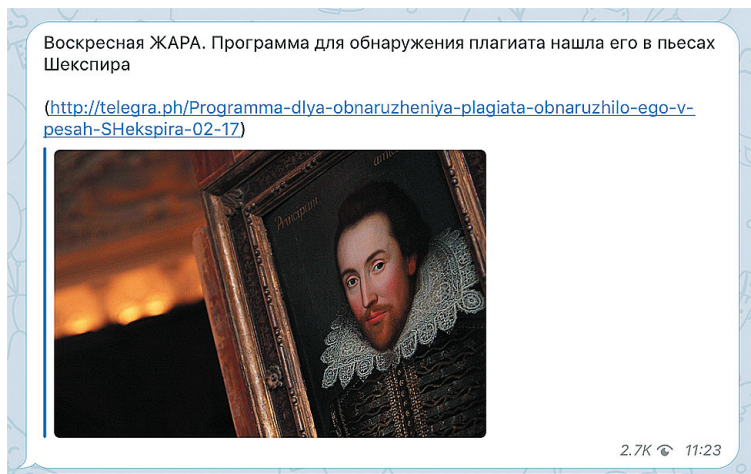 Воскресная ЖАРА. Программа для обнаружения плагиата нашла его в пьесах
Шекспира
(http://telegra.ph/Programma-dlya-obnaruzheniya-plagiata-obnaruzhilo-ego-v-
pesah-SHekspira-02-17)
Principum
2.7K 11:23